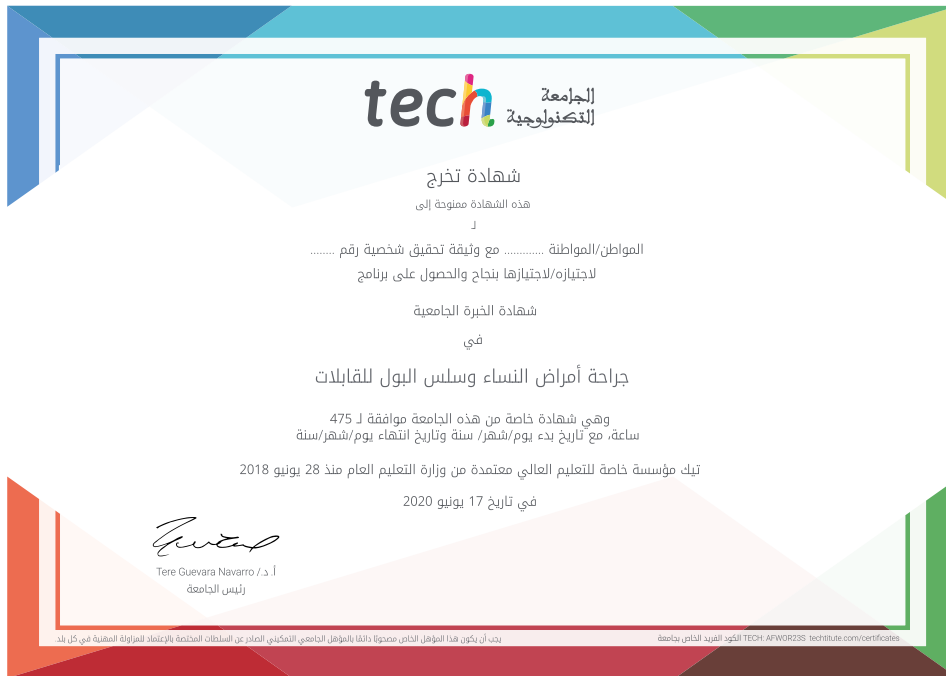 tech الجامعة
التكنولوجية
شهادة تخرج
هذه الشهادة ممنوحة إلى
لـ
المواطن/المواطنة ............. مع وثيقة تحقيق شخصية رقم ........
لاجتيازه/لاجتيازها بنجاح والحصول على برنامج
شهادة الخبرة الجامعية
في
جراحة أمراض النساء وسلس البول للقابلات
وهي شهادة خاصة من هذه الجامعة موافقة لـ 475
ساعة، مع تاريخ بدء يوم/شهر/ سنة وتاريخ انتهاء يوم/شهر/سنة
تيك مؤسسة خاصة للتعليم العالي معتمدة من وزارة التعليم العام منذ 28 يونيو 2018
في تاريخ 17 يونيو 2020
أ.د./ Tere Guevara Navarro
رئيس الجامعة
يجب أن يكون هذا المؤهل الخاص مصحوبًا دائمًا بالمؤهل الجامعي التمكيني الصادر عن السلطات المختصة بالإعتماد للمزاولة المهنية في كل بلد.
الكود الفريد الخاص بجامعة TECH: AFWOR23S techtitute.com/certificates